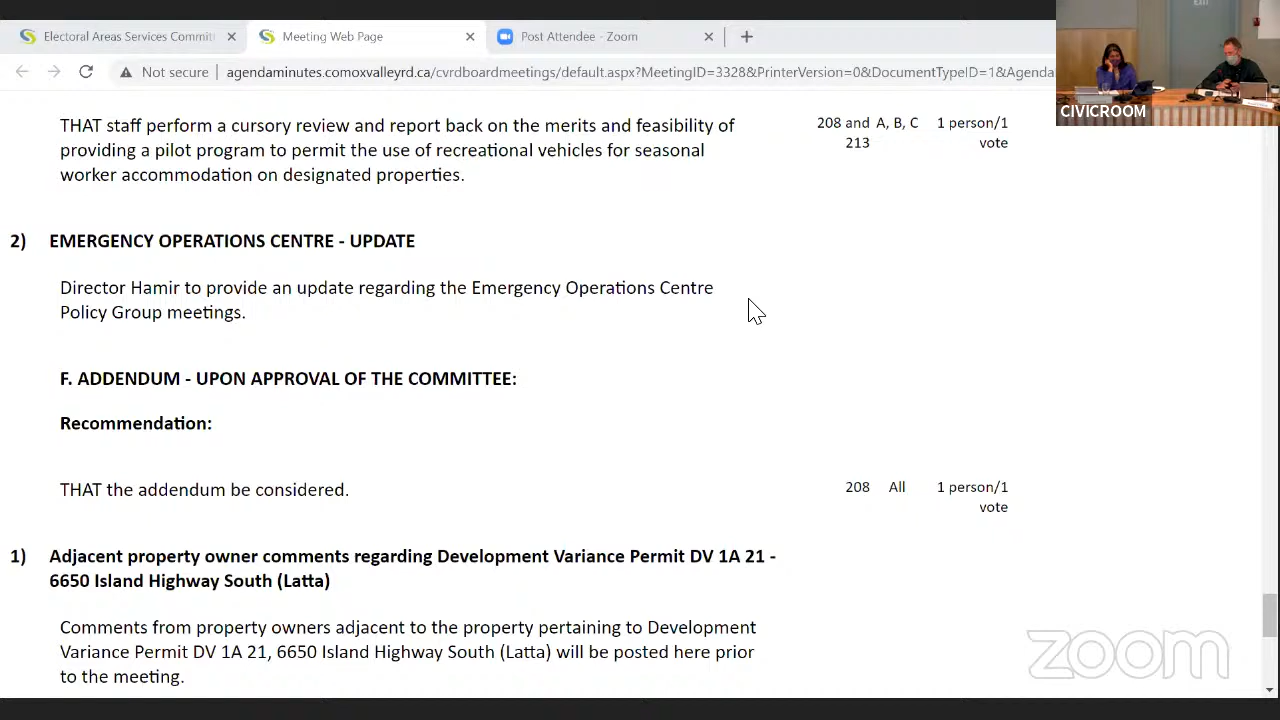 Electoral Areas Services Commit
Meeting Web Page
Post Attendee - Zoom
Not secure
agendaminutes.comoxvalleyrd.ca/cvrdboardmeetings/default.aspx?MeetingID=3328&PrinterVersion=0&DocumentTypeID=1&Agenda
CIVICROOM
THAT staff perform a cursory review and report back on the merits and feasibility of
providing a pilot program to permit the use of recreational vehicles for seasonal
worker accommodation on designated properties.
208 and A, B, C 1 person/1
213 vote
2) EMERGENCY OPERATIONS CENTRE - UPDATE
Director Hamir to provide an update regarding the Emergency Operations Centre
Policy Group meetings.
F. ADDENDUM - UPON APPROVAL OF THE COMMITTEE:
Recommendation:
THAT the addendum be considered.
208 All 1 person/1
vote
1) Adjacent property owner comments regarding Development Variance Permit DV 1A 21 -
6650 Island Highway South (Latta)
Comments from property owners adjacent to the property pertaining to Development
Variance Permit DV 1A 21, 6650 Island Highway South (Latta) will be posted here prior
to the meeting.
zoom